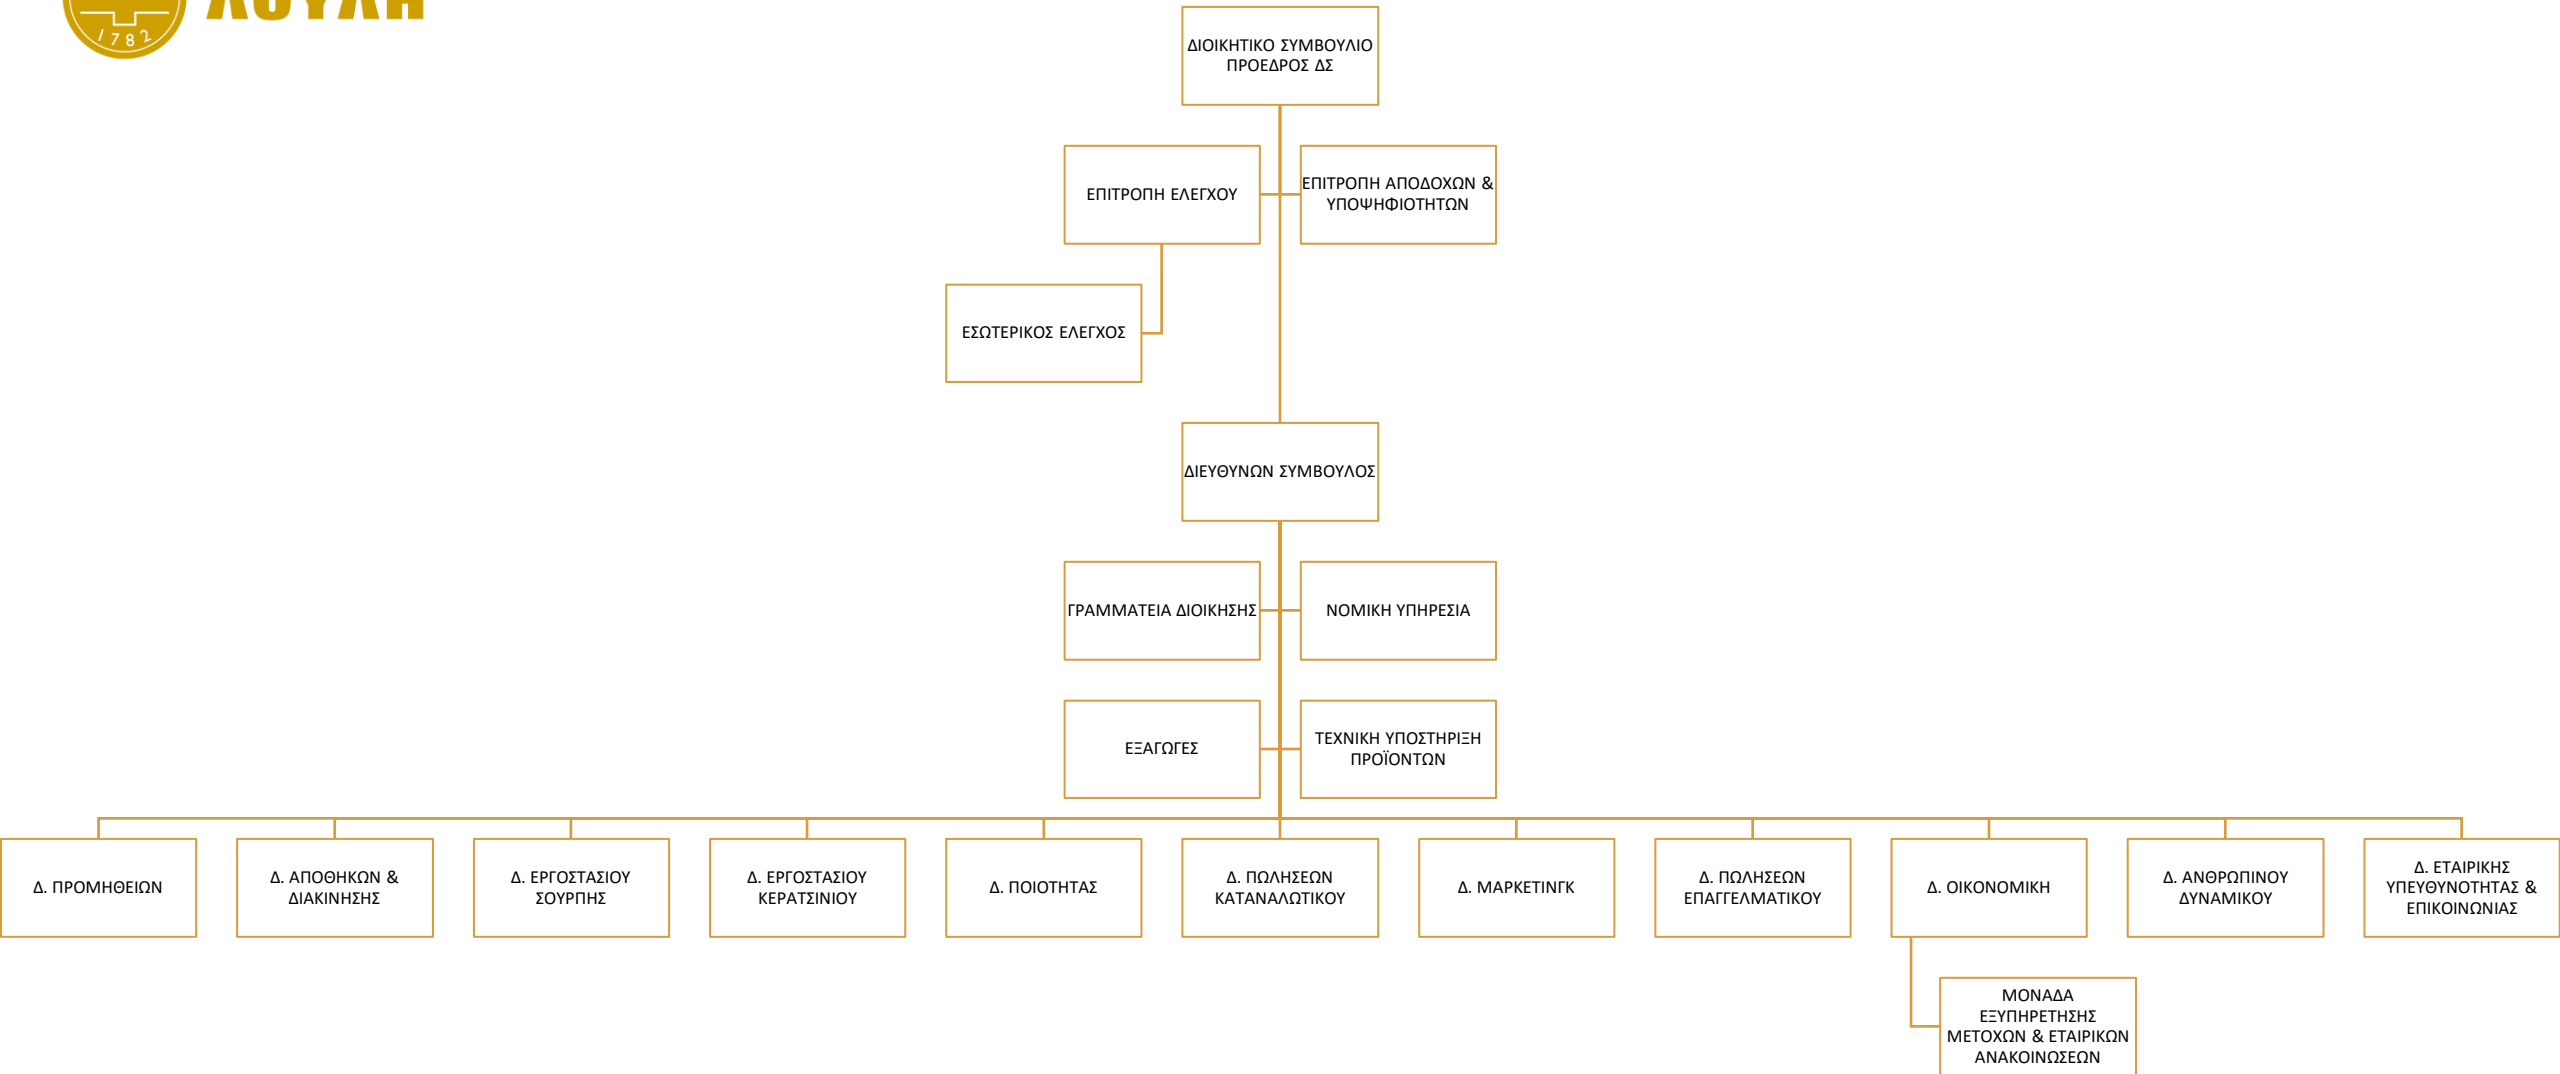 ΛΟΥΛΗ
1782
ΔΙΟΙΚΗΤΙΚΟ ΣΥΜΒΟΥΛΙΟ
ΠΡΟΕΔΡΟΣ ΔΣ
ΕΠΙΤΡΟΠΗ ΕΛΕΓΧΟΥ
ΕΠΙΤΡΟΠΗ ΑΠΟΔΟΧΩΝ &
ΥΠΟΨΗΦΙΟΤΗΤΩΝ
ΕΣΩΤΕΡΙΚΟΣ ΕΛΕΓΧΟΣ
ΔΙΕΥΘΥΝΩΝ ΣΥΜΒΟΥΛΟΣ
ΓΡΑΜΜΑΤΕΙΑ ΔΙΟΙΚΗΣΗΣ
ΝΟΜΙΚΗ ΥΠΗΡΕΣΙΑ
ΕΞΑΓΩΓΕΣ
ΤΕΧΝΙΚΗ ΥΠΟΣΤΗΡΙΞΗ
ΠΡΟΪΟΝΤΩΝ
Δ. ΠΡΟΜΗΘΕΙΩΝ
Δ. ΑΠΟΘΗΚΩΝ &
ΔΙΑΚΙΝΗΣΗΣ
Δ. ΕΡΓΟΣΤΑΣΙΟΥ
ΣΟΥΡΠΗΣ
Δ. ΕΡΓΟΣΤΑΣΙΟΥ
ΚΕΡΑΤΣΙΝΙΟΥ
Δ. ΠΟΙΟΤΗΤΑΣ
Δ. ΠΩΛΗΣΕΩΝ
ΚΑΤΑΝΑΛΩΤΙΚΟΥ
Δ. ΜΑΡΚΕΤΙΝΓΚ
Δ. ΠΩΛΗΣΕΩΝ
ΕΠΑΓΓΕΛΜΑΤΙΚΟΥ
Δ. ΟΙΚΟΝΟΜΙΚΗ
Δ. ΑΝΘΡΩΠΙΝΟΥ
ΔΥΝΑΜΙΚΟΥ
Δ. ΕΤΑΙΡΙΚΗΣ
ΥΠΕΥΘΥΝΟΤΗΤΑΣ &
ΕΠΙΚΟΙΝΩΝΙΑΣ
ΜΟΝΑΔΑ
ΕΞΥΠΗΡΕΤΗΣΗΣ
ΜΕΤΟΧΩΝ & ΕΤΑΙΡΙΚΩΝ
ΑΝΑΚΟΙΝΩΣΕΩΝ